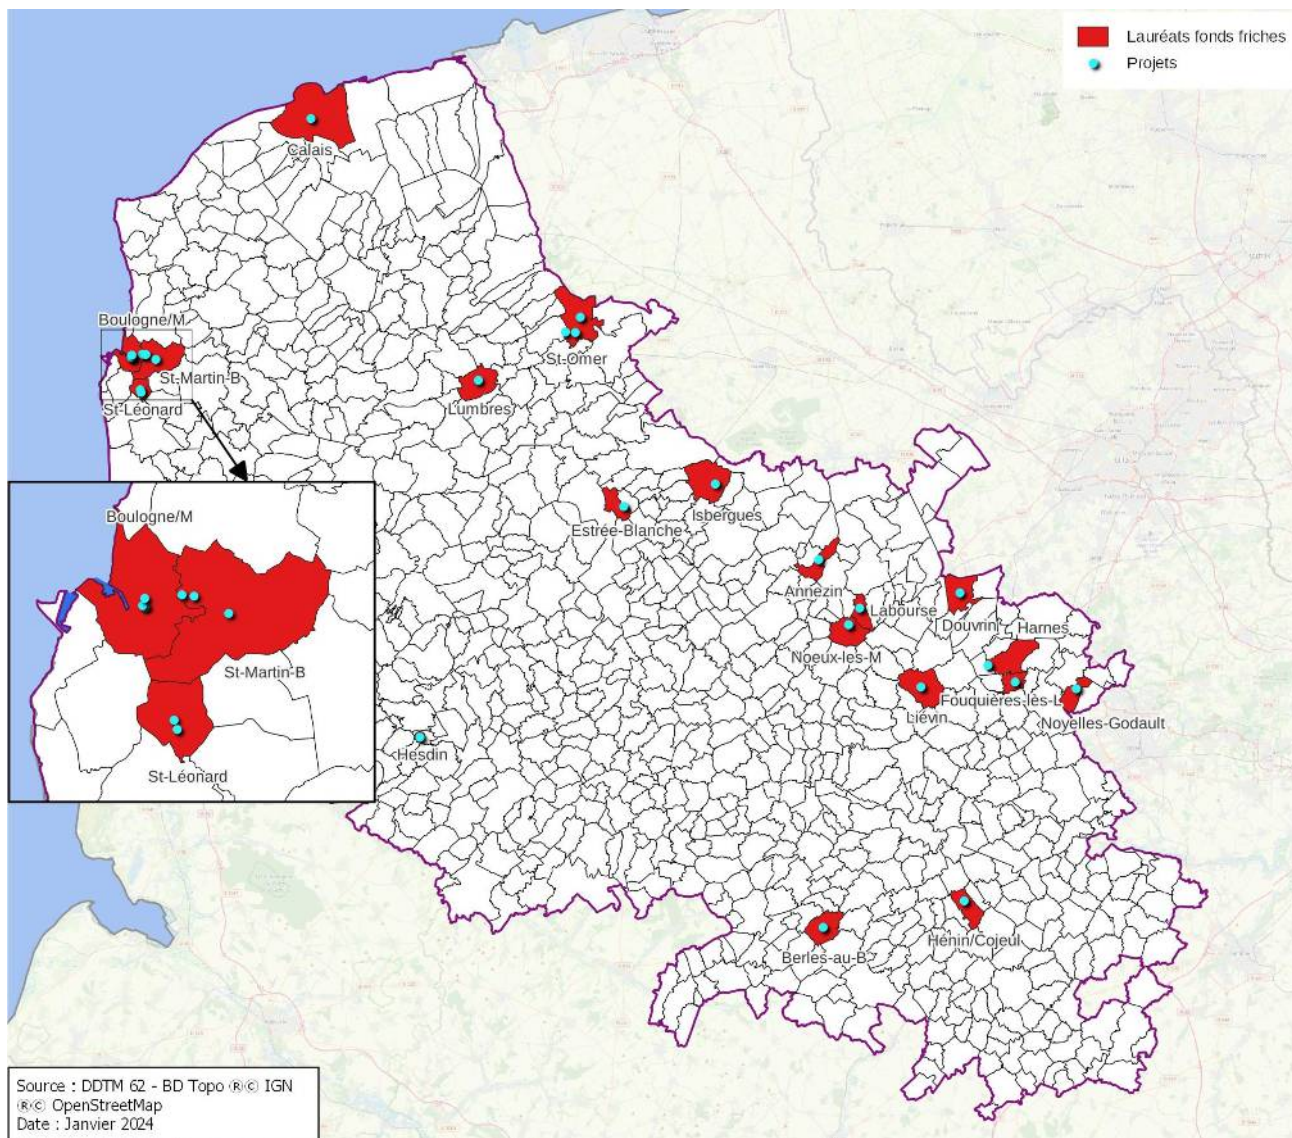 Lauréats fonds friches
Projets
Calais
Boulogne/M
St-Martin-B
St-Léonard
St-Omer
Lumbres
Isbergues
Estrée-Blanche
Boulogne/M
St-Martin-B
St-Léonard
Annezin
Labourse
Noeux-les-M
Douvrin
Harnes
Fouquières-lès-L
Liévin
Noyelles-Godault
Hesdin
Hénin/Cojeul
Berles-au-B
Source : DDTM 62 - BD Topo ®© IGN
®© OpenStreetMap
Date : Janvier 2024